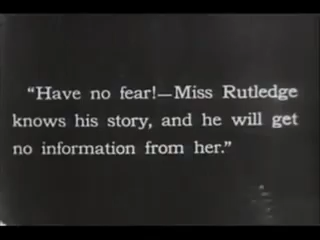 "Have no fear!—Miss Rutledge
knows his story, and he will get
no information from her."